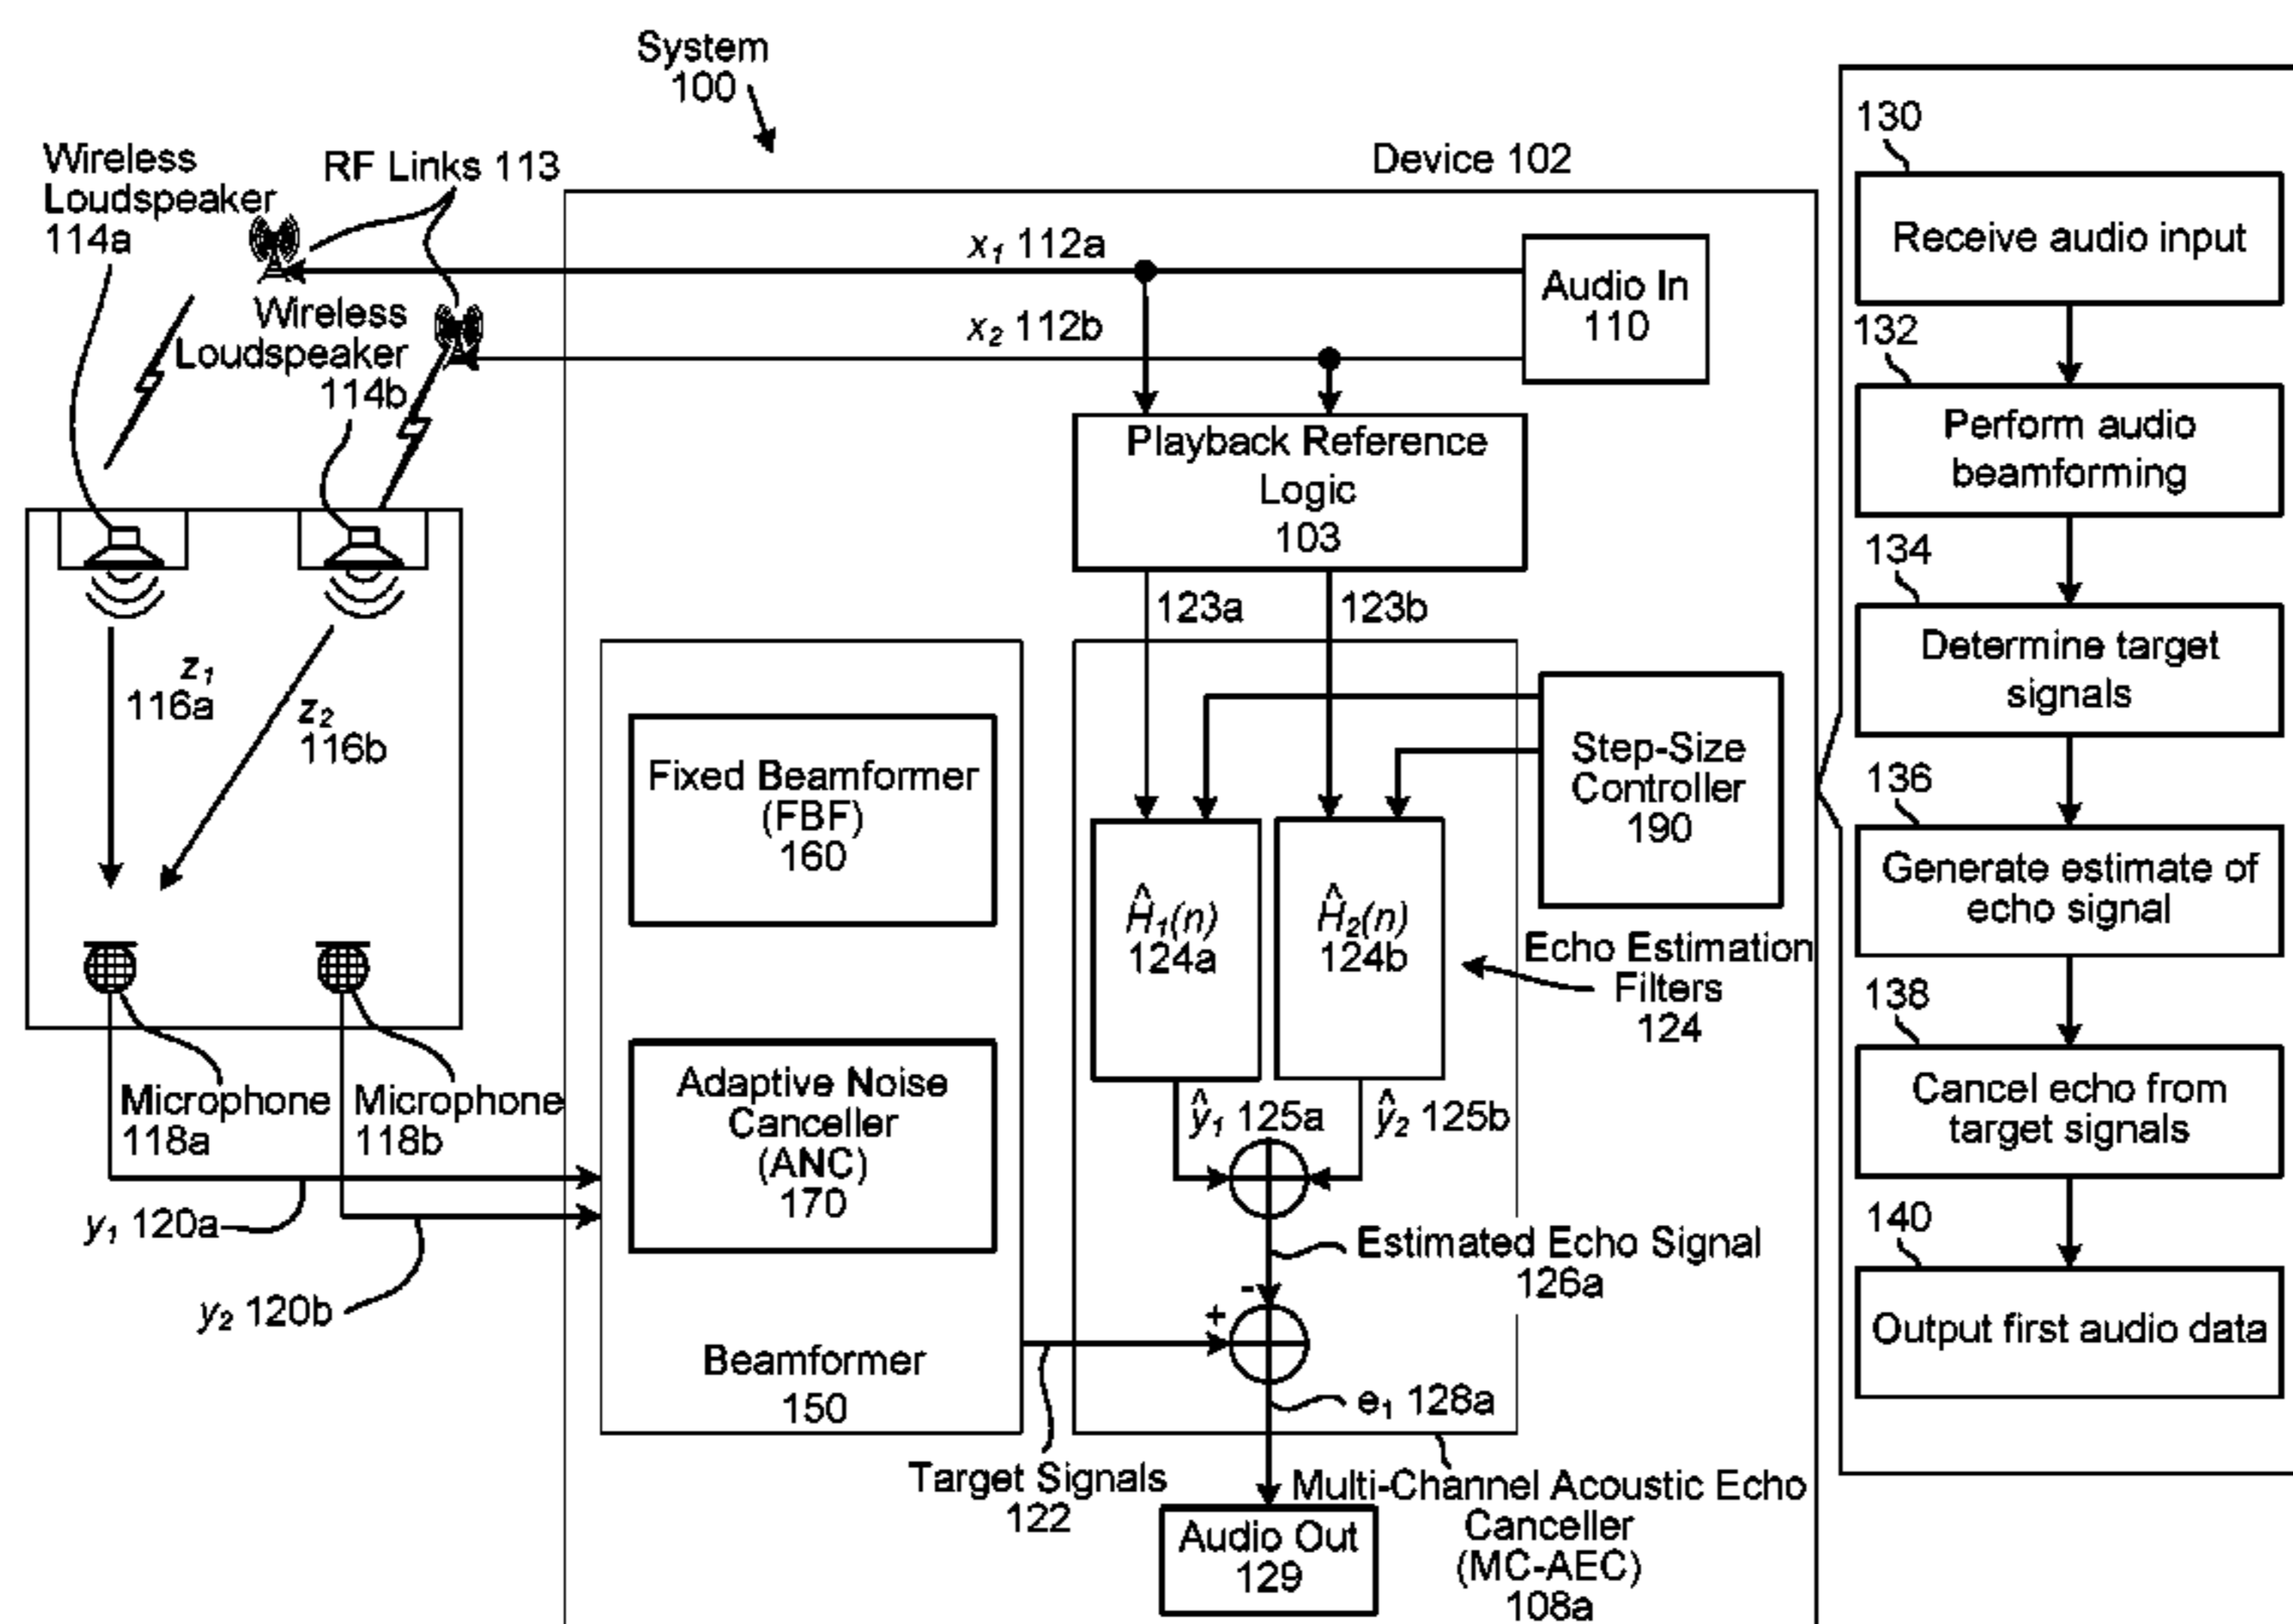 System
100
Wireless
Loudspeaker
114a
RF Links 113
Device 102
x₁ 112a
Audio In
110
Wireless
Loudspeaker
114b
x₂ 112b
Playback Reference
Logic
103
123a
123b
z₁
116a
z₂
116b
Fixed Beamformer
(FBF)
160
Step-Size
Controller
190
Ĥ₁(n)
124a
Ĥ₂(n)
124b
Echo Estimation
Filters
124
Microphone
118a
Microphone
118b
Adaptive Noise
Canceller
(ANC)
170
ŷ₁ 125a
ŷ₂ 125b
y₁ 120a
y₂ 120b
Estimated Echo Signal
126a
-
+
Beamformer
150
e₁ 128a
Target Signals
122
Multi-Channel Acoustic Echo
Canceller
(MC-AEC)
108a
Audio Out
129
130
Receive audio input
132
Perform audio
beamforming
134
Determine target
signals
136
Generate estimate of
echo signal
138
Cancel echo from
target signals
140
Output first audio data